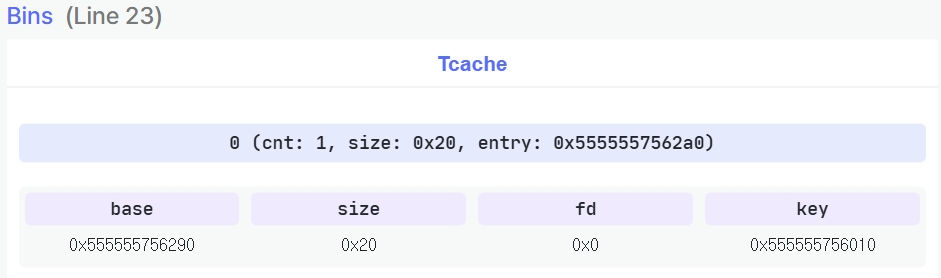 Bins (Line 23)
Tcache
0 (cnt: 1, size: 0x20, entry: 0x5555557562a0)
base size fd key
0x555555756290 0x20 0x0 0x555555756010